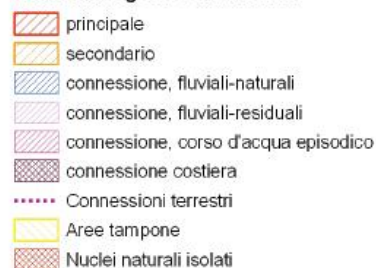 principale
secondario
connessione, fluviali-naturali
connessione, fluviali-residuali
connessione, corso d'acqua episodico
connessione costiera
Connessioni terrestri
Aree tampone
Nuclei naturali isolati